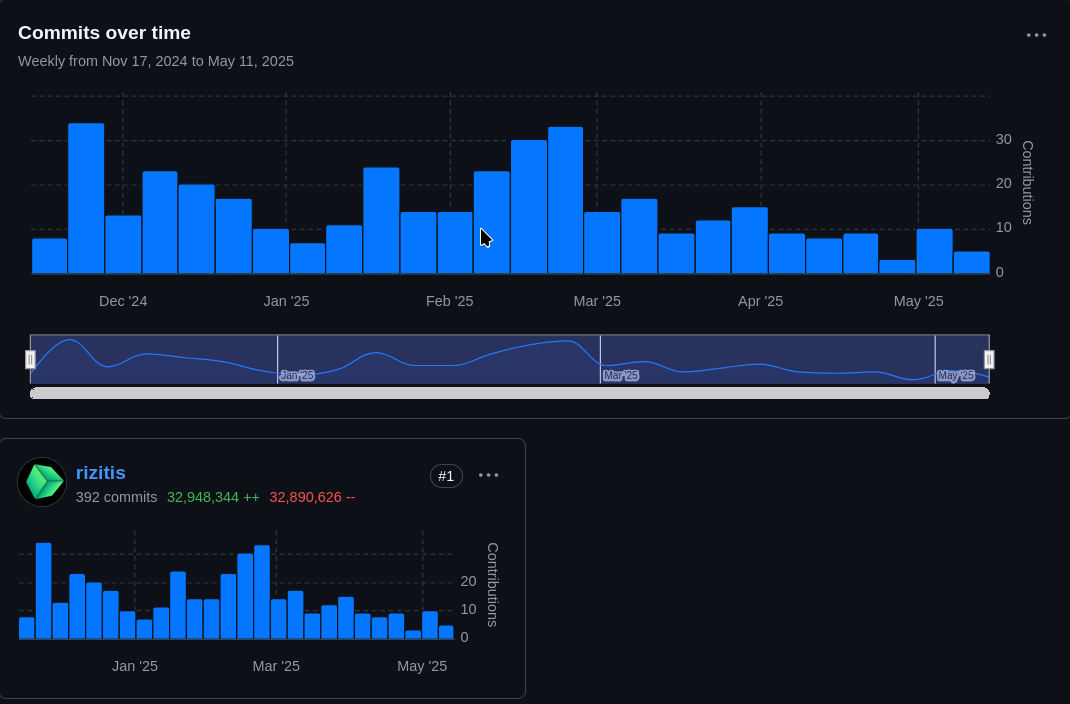 Commits over time
Weekly from Nov 17, 2024 to May 11, 2025
30
20
10
0
Contributions
Dec '24 Jan '25 Feb '25 Mar '25 Apr '25 May '25
Jan '25 Mar '25 May '25
rizitis
#1
392 commits 32,948,344 ++ 32,890,626 --
20
10
0
Contributions
Jan '25 Mar '25 May '25